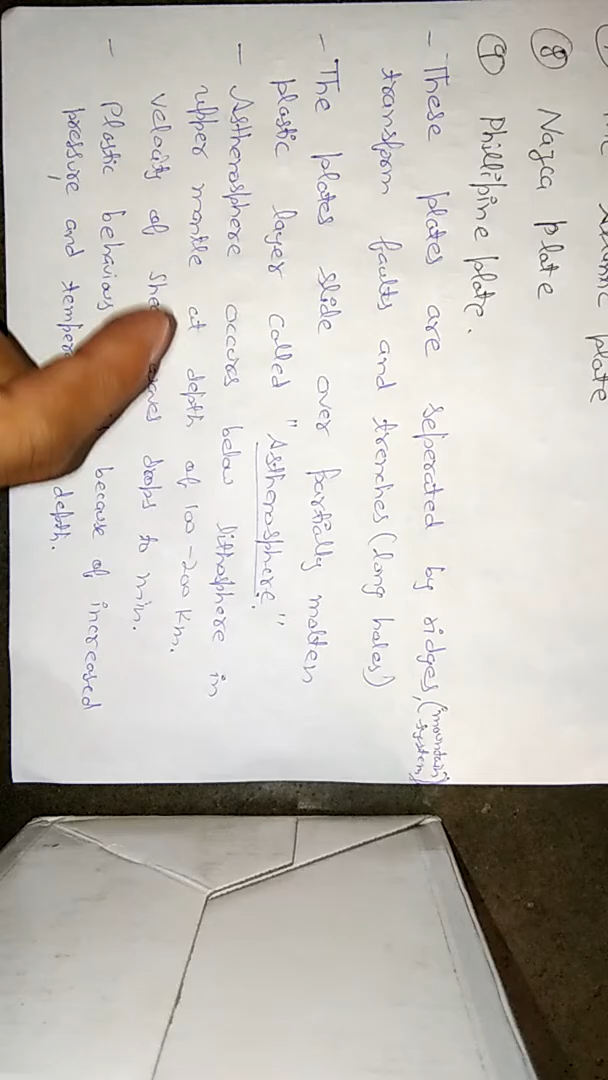 plate
⑧ Nazca plate
⑨ Phillipine plate.
- These plates are seperated by ridges, (mountain system)
transform faults and trenches (long holes)
- The plates slide over partially molten
plastic layer called "Asthenosphere".
- Asthenosphere occurs below lithosphere in
upper mantle at depth of 100-200 Km.
velocity of drops to min.
- Plastic because of increased
pressure, and depth.